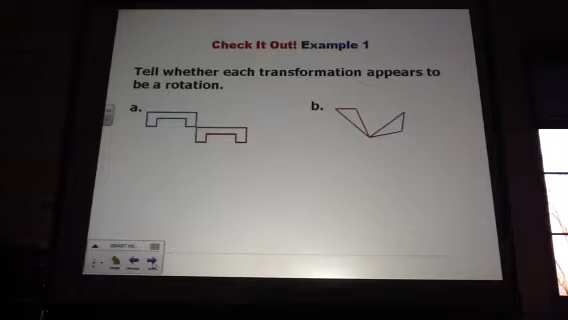 Check It Out! Example 1
Tell whether each transformation appears to
be a rotation.
a.
b.